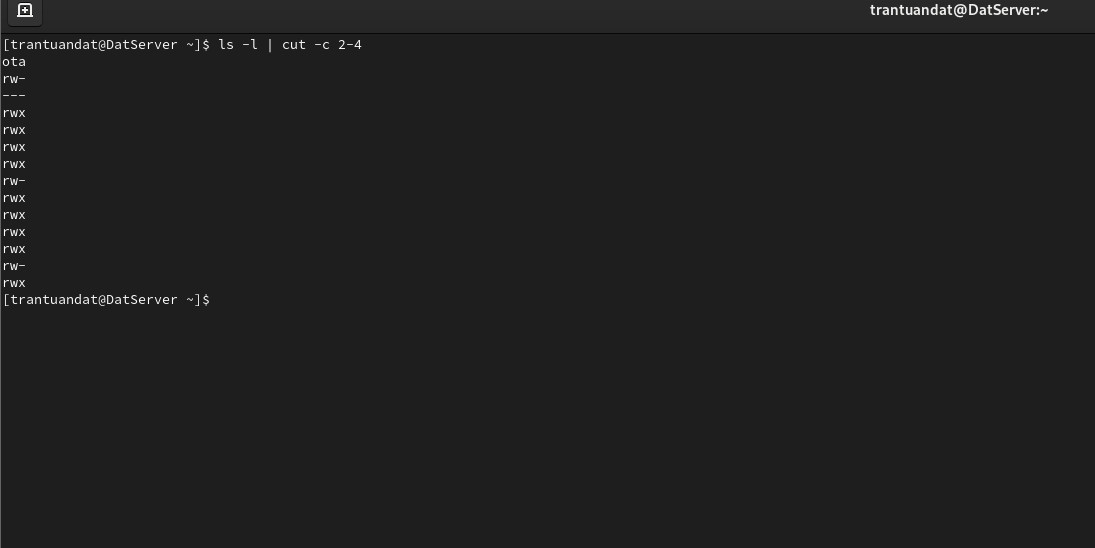 trantuandat@DatServer:~
[trantuandat@DatServer ~]$ ls -l | cut -c 2-4
ota
rw-
---
rwx
rwx
rwx
rwx
rw-
rwx
rwx
rwx
rwx
rw-
rwx
[trantuandat@DatServer ~]$